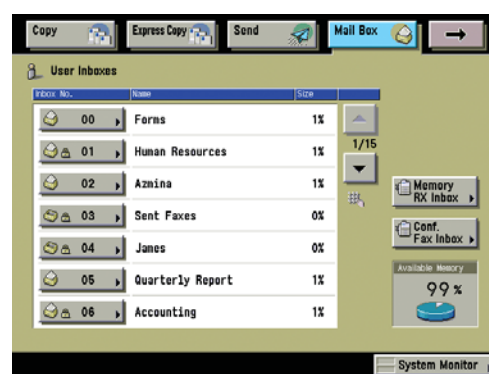 Copy Express Copy Send Mail Box
User Inboxes
Inbox No. Name Size
00 Forms 1%
01 Human Resources 1%
1/15
02 Azmina 1%
Memory
RX Inbox
03 Sent Faxes 0%
Conf.
Fax Inbox
04 James 0%
Available Memory
05 Quarterly Report 1%
99 %
06 Accounting 1%
System Monitor